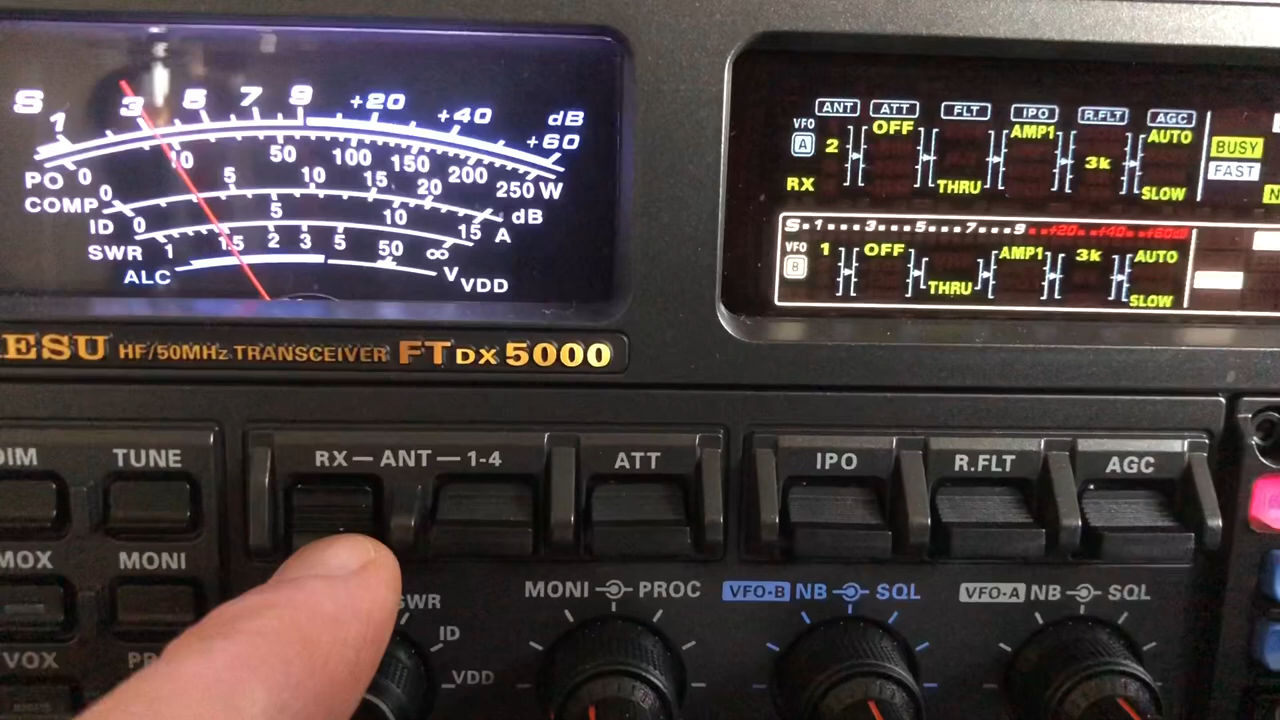 S 1 3 5 7 9 +20 +40 +60 dB
PO 0 10 50 100 150 200 250 W
COMP 0 5 10 15 20 dB
ID 0 5 10 15 A
SWR 1 1.5 2 3 5 50 ∞
ALC VDD V
ANT ATT FLT IPO R.FLT AGC
VFO A 2 OFF AMP1 3k AUTO BUSY
RX THRU SLOW FAST
S 1 3 5 7 9 +20 +40 +60dB
VFO B 1 OFF AMP1 3k AUTO
THRU SLOW
ESU HF/50MHz TRANSCEIVER FTDX5000
DIM TUNE RX-ANT-1-4 ATT IPO R.FLT AGC
MOX MONI
SWR MONI PROC VFO-B NB SQL VFO-A NB SQL
ID
VOX VDD